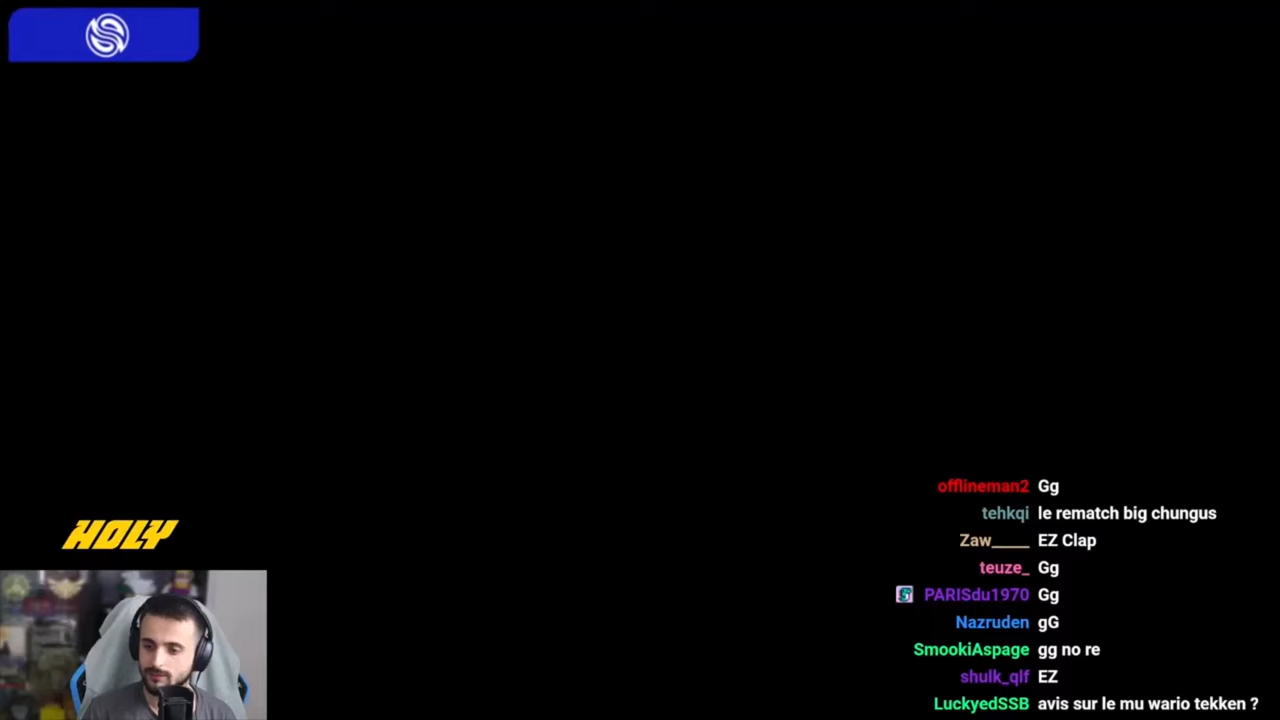 HOLY
offlineman2 Gg
tehkqi le rematch big chungus
Zaw_____ EZ Clap
teuze_ Gg
PARISdu1970 Gg
Nazruden gG
SmookiAspage gg no re
shulk_qlf EZ
LuckyedSSB avis sur le mu wario tekken ?